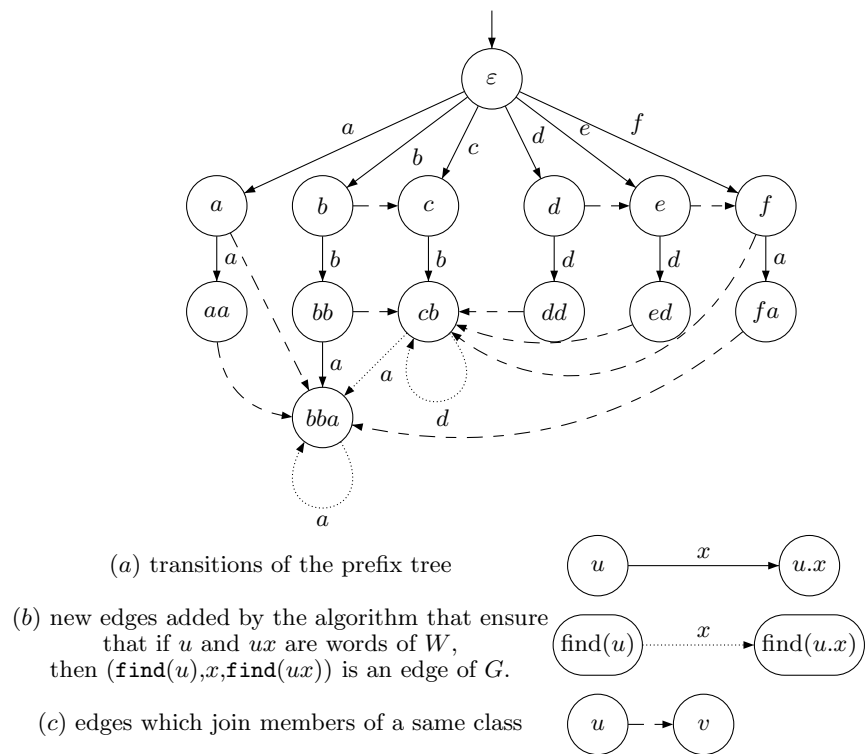 ε
a
b
c
d
e
f
a b c d e f
a b b d d a
aa bb cb dd ed fa
a a d
bba
a
(a) transitions of the prefix tree u x u.x
(b) new edges added by the algorithm that ensure
that if u and ux are words of W, find(u) x find(u.x)
then (find(u),x,find(ux)) is an edge of G.
(c) edges which join members of a same class u v